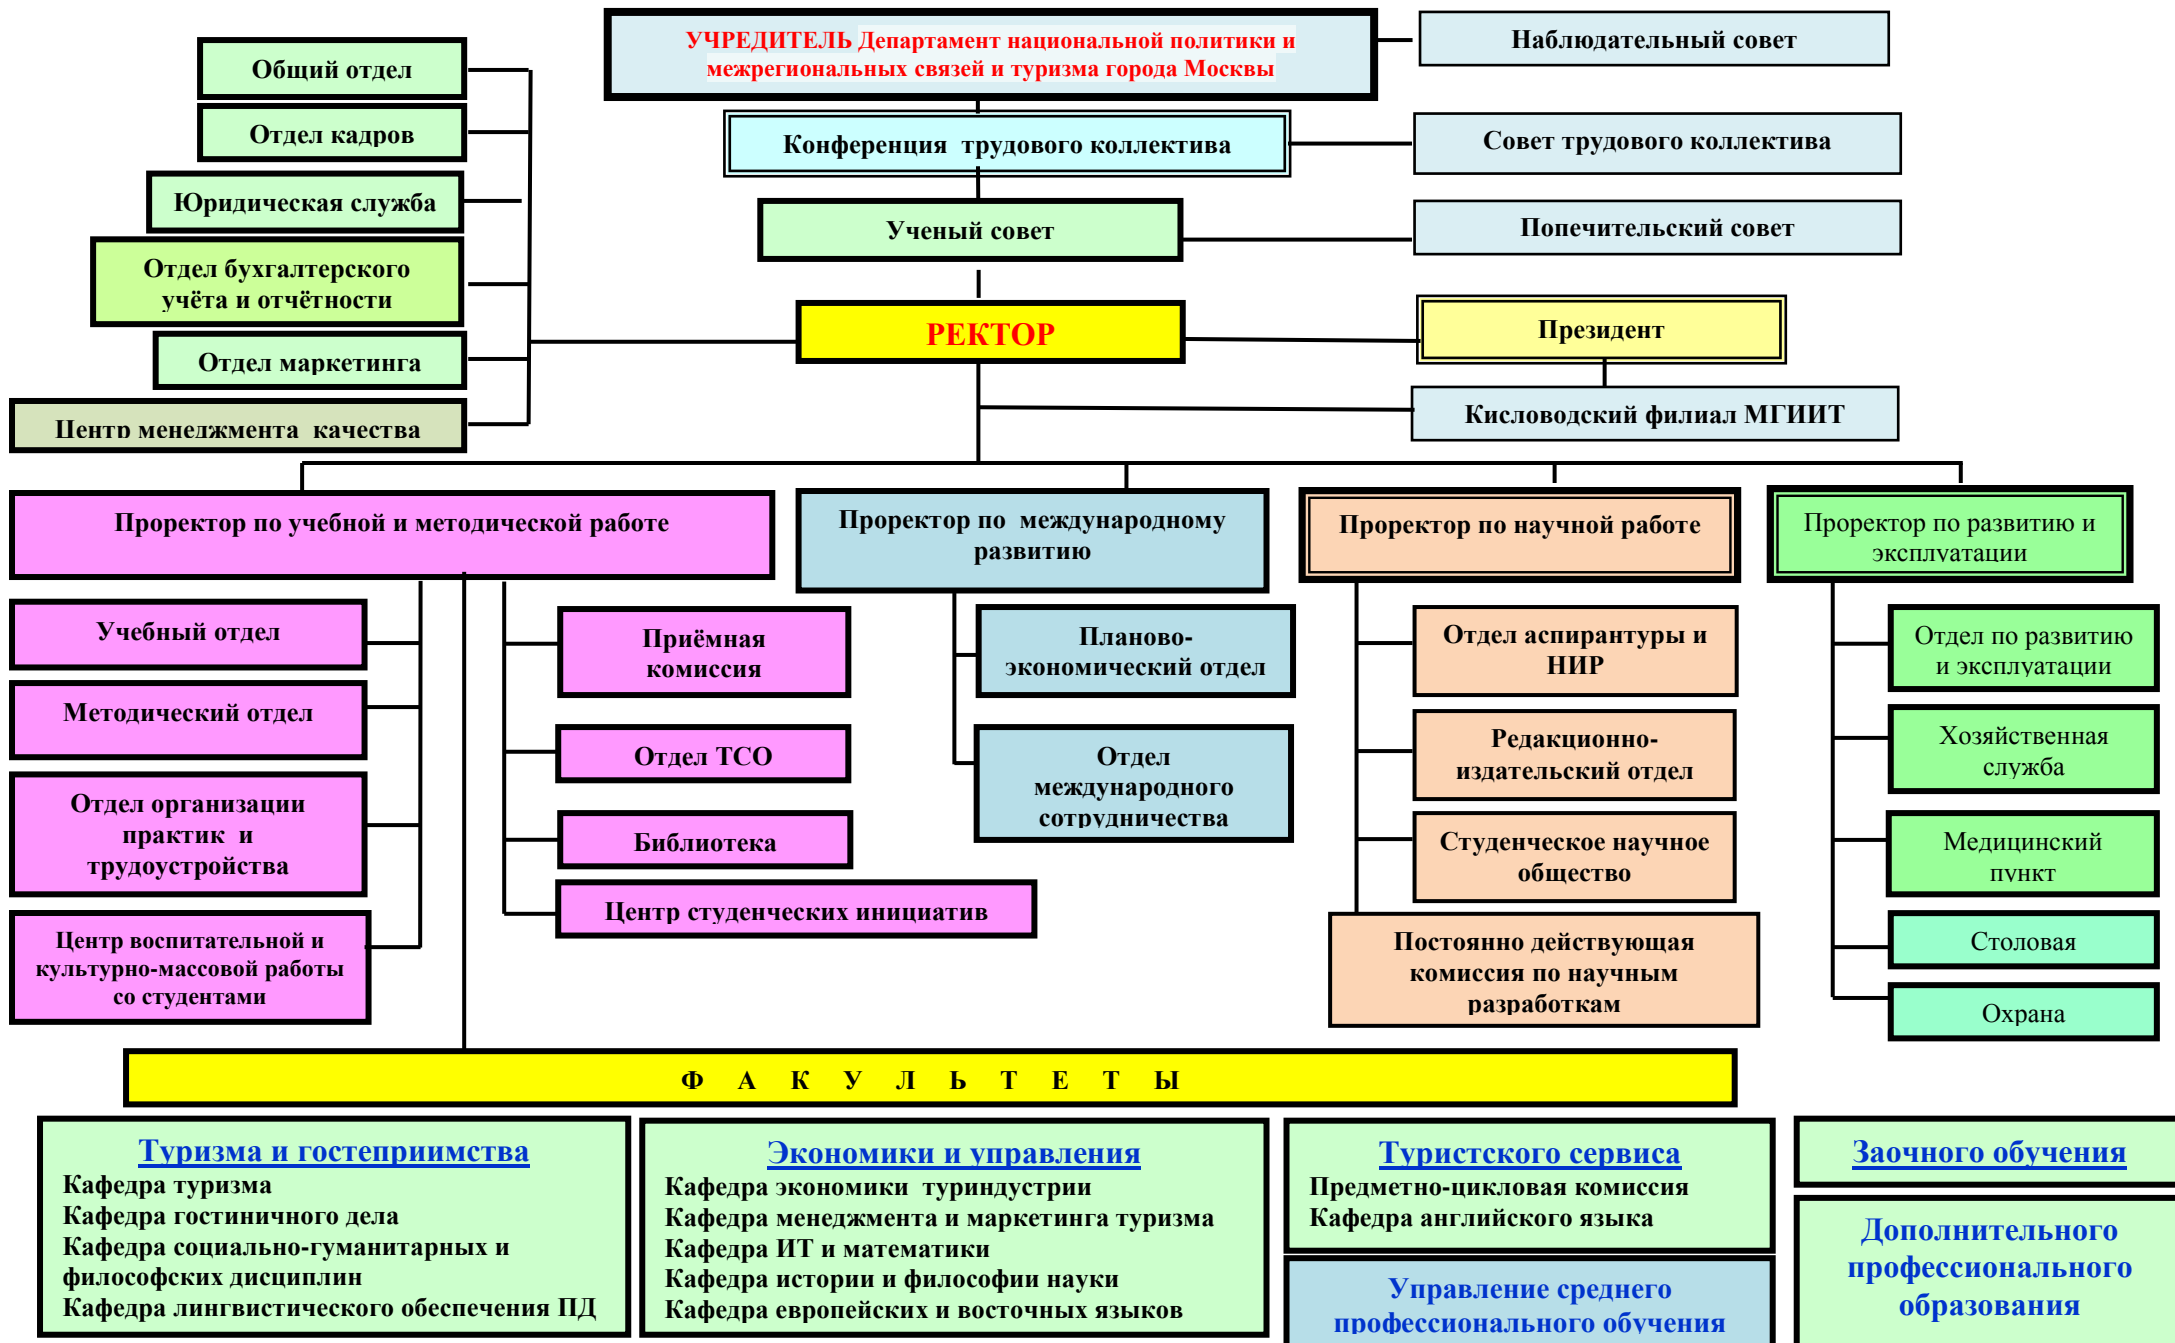 УЧРЕДИТЕЛЬ Департамент национальной политики и
межрегиональных связей и туризма города Москвы
Наблюдательный совет
Общий отдел
Отдел кадров
Конференция трудового коллектива
Совет трудового коллектива
Юридическая служба
Ученый совет
Попечительский совет
Отдел бухгалтерского
учёта и отчётности
РЕКТОР
Президент
Отдел маркетинга
Центр менеджмента качества
Кисловодский филиал МГИИТ
Проректор по учебной и методической работе
Проректор по международному
развитию
Проректор по научной работе
Проректор по развитию и
эксплуатации
Учебный отдел
Методический отдел
Отдел организации
практик и
трудоустройства
Центр воспитательной и
культурно-массовой работы
со студентами
Приёмная
комиссия
Отдел ТСО
Библиотека
Центр студенческих инициатив
Планово-
экономический отдел
Отдел
международного
сотрудничества
Отдел аспирантуры и
НИР
Редакционно-
издательский отдел
Студенческое научное
общество
Постоянно действующая
комиссия по научным
разработкам
Отдел по развитию
и эксплуатации
Хозяйственная
служба
Медицинский
пункт
Столовая
Охрана
Ф А К У Л Ь Т Е Т Ы
Туризма и гостеприимства
Кафедра туризма
Кафедра гостиничного дела
Кафедра социально-гуманитарных и
философских дисциплин
Кафедра лингвистического обеспечения ПД
Экономики и управления
Кафедра экономики туриндустрии
Кафедра менеджмента и маркетинга туризма
Кафедра ИТ и математики
Кафедра истории и философии науки
Кафедра европейских и восточных языков
Туристского сервиса
Предметно-цикловая комиссия
Кафедра английского языка
Управление среднего
профессионального обучения
Заочного обучения
Дополнительного
профессионального
образования